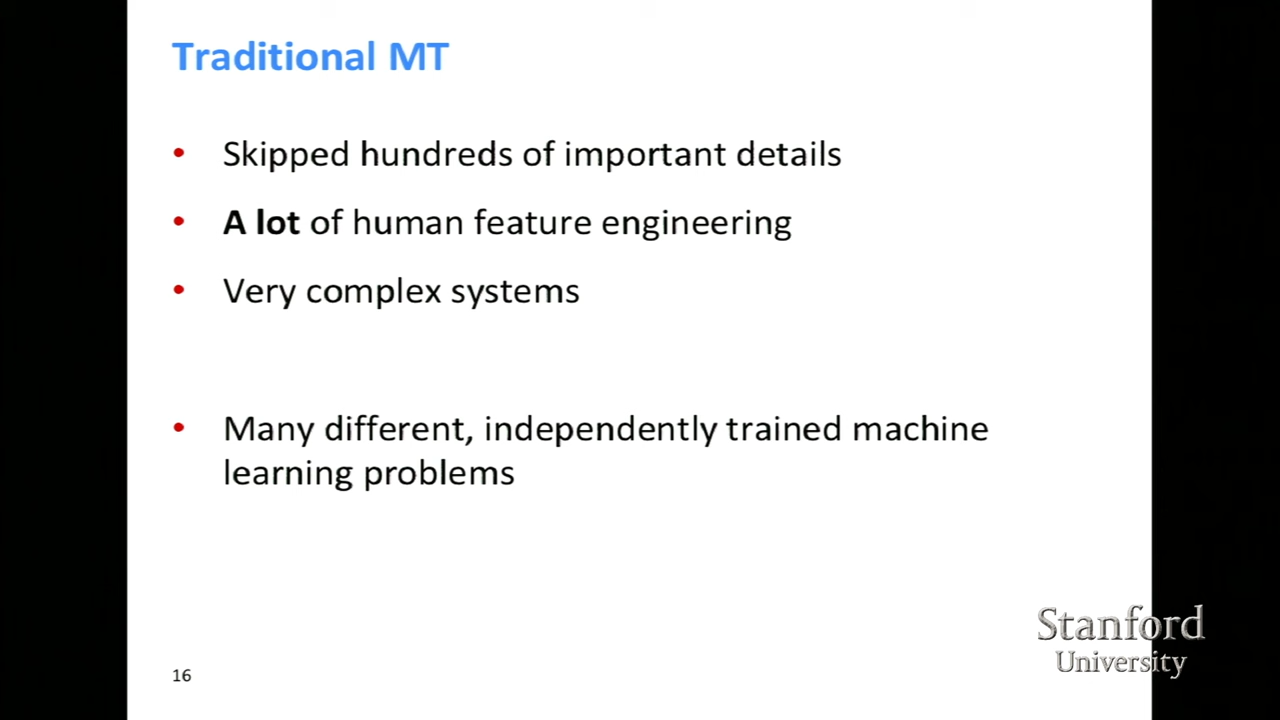 Traditional MT
• Skipped hundreds of important details
• A lot of human feature engineering
• Very complex systems
• Many different, independently trained machine
learning problems
Stanford
University
16